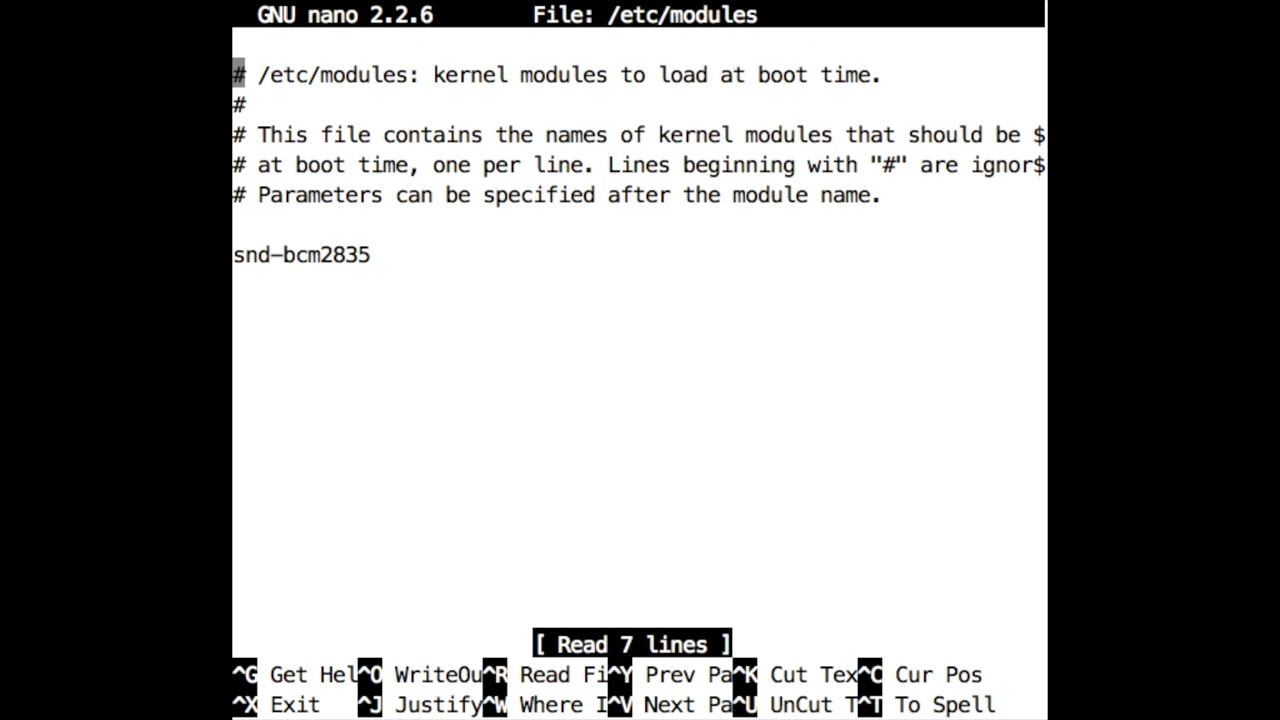 GNU nano 2.2.6 File: /etc/modules
# /etc/modules: kernel modules to load at boot time.
#
# This file contains the names of kernel modules that should be $
# at boot time, one per line. Lines beginning with "#" are ignor$
# Parameters can be specified after the module name.
snd-bcm2835
[ Read 7 lines ]
^G Get Hel^O WriteOu^R Read Fi^Y Prev Pa^K Cut Tex^C Cur Pos
^X Exit ^J Justify^W Where I^V Next Pa^U UnCut T^T To Spell